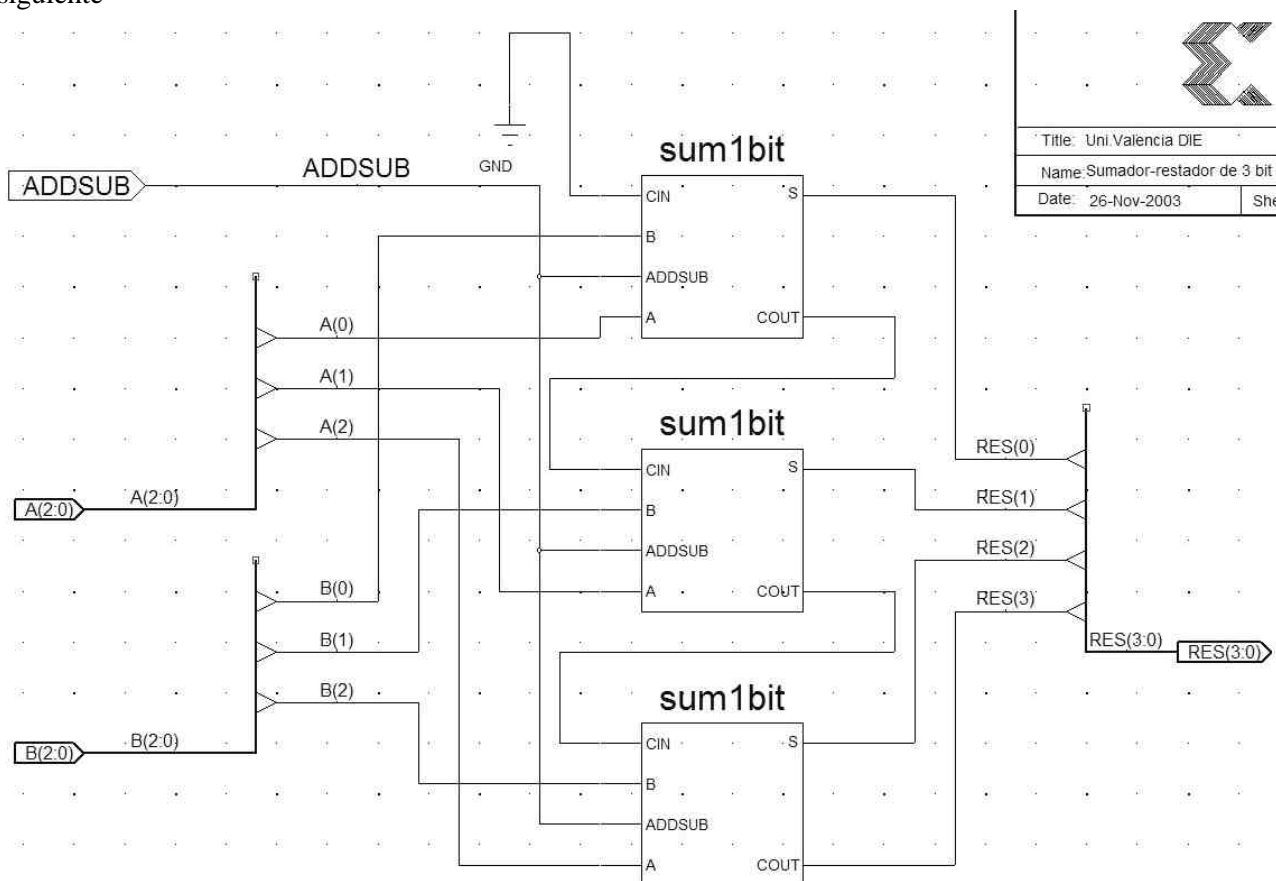 siguiente
Title: Uni.Valencia DIE
Name: Sumador-restador de 3 bit
Date: 26-Nov-2003
She
ADDSUB
ADDSUB
GND
sum1bit
CIN
S
B
ADDSUB
A
COUT
A(0)
A(1)
A(2)
A(2:0)
A(2:0)
sum1bit
CIN
S
B
ADDSUB
A
COUT
RES(0)
RES(1)
RES(2)
RES(3)
RES(3:0)
RES(3:0)
B(0)
B(1)
B(2)
B(2:0)
B(2:0)
sum1bit
CIN
S
B
ADDSUB
A
COUT